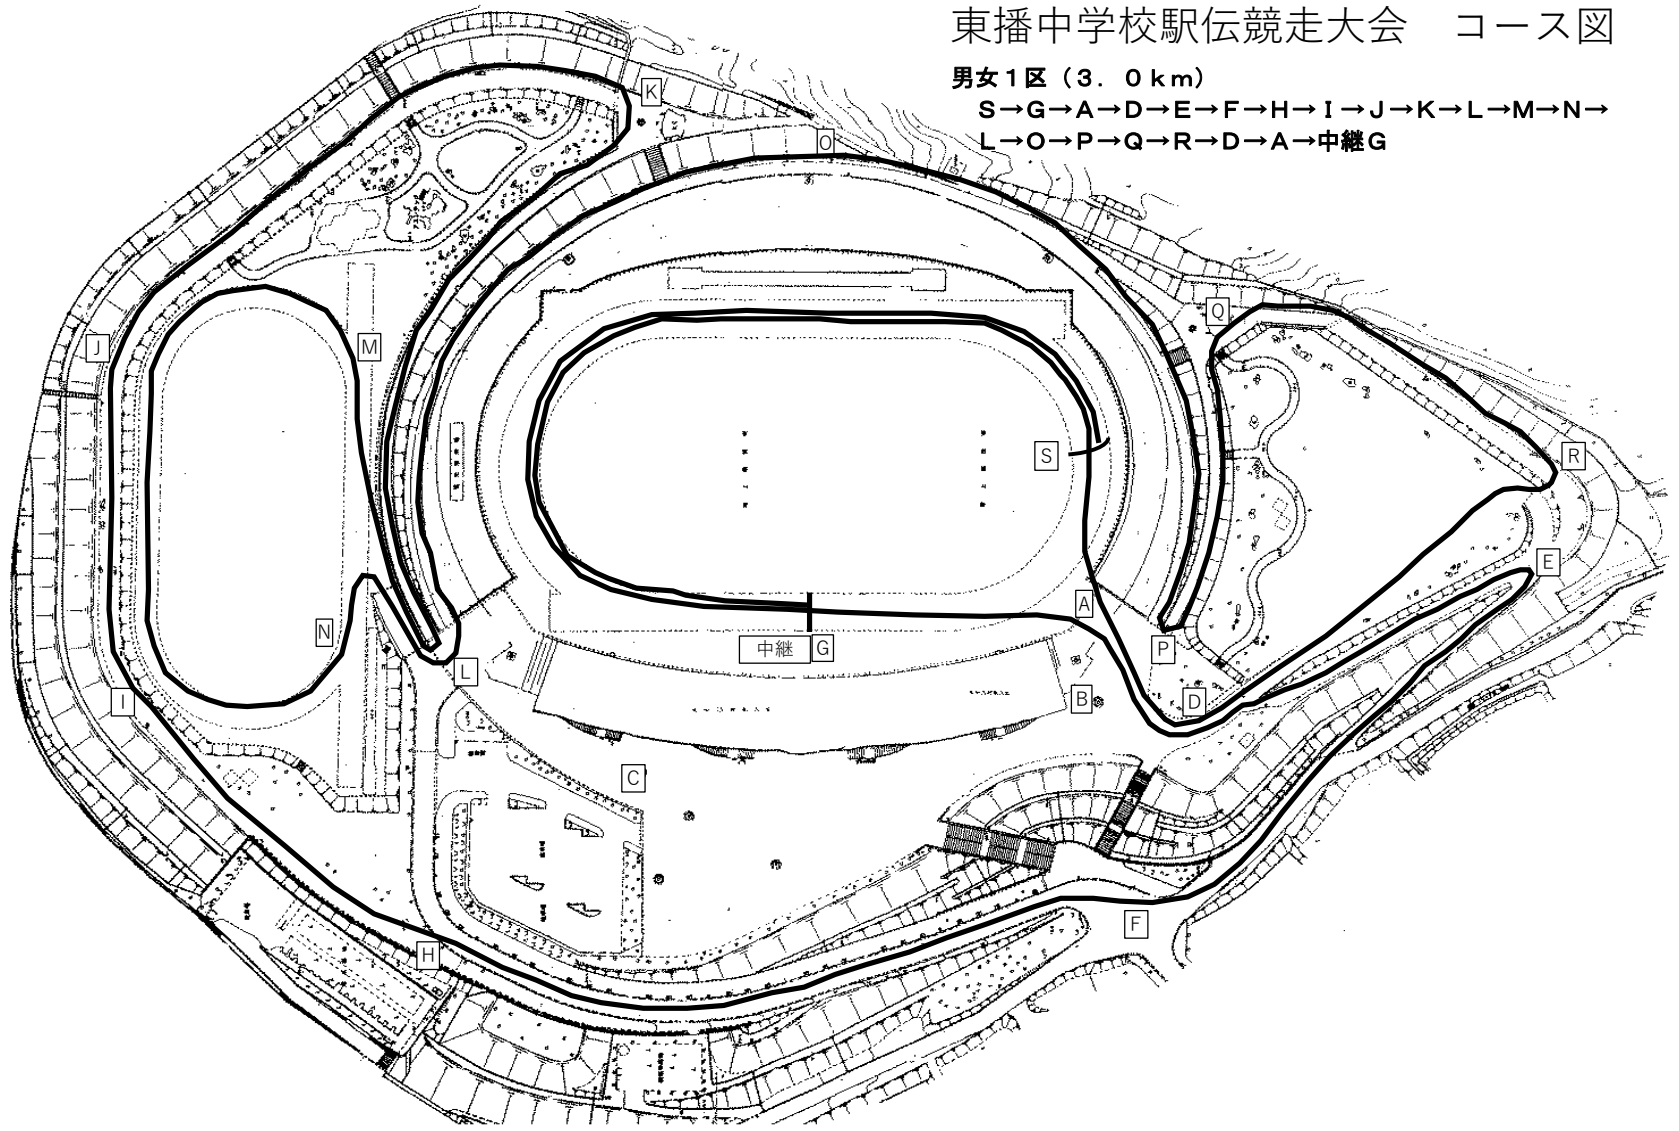 東播中学校駅伝競走大会　コース図
男女１区（３．０ｋｍ）
Ｓ→Ｇ→Ａ→Ｄ→Ｅ→Ｆ→Ｈ→Ｉ→Ｊ→Ｋ→Ｌ→Ｍ→Ｎ→
Ｌ→Ｏ→Ｐ→Ｑ→Ｒ→Ｄ→Ａ→中継Ｇ
K
O
Q
J
M
S
R
E
A
N
中継
G
P
L
I
B
D
C
F
H